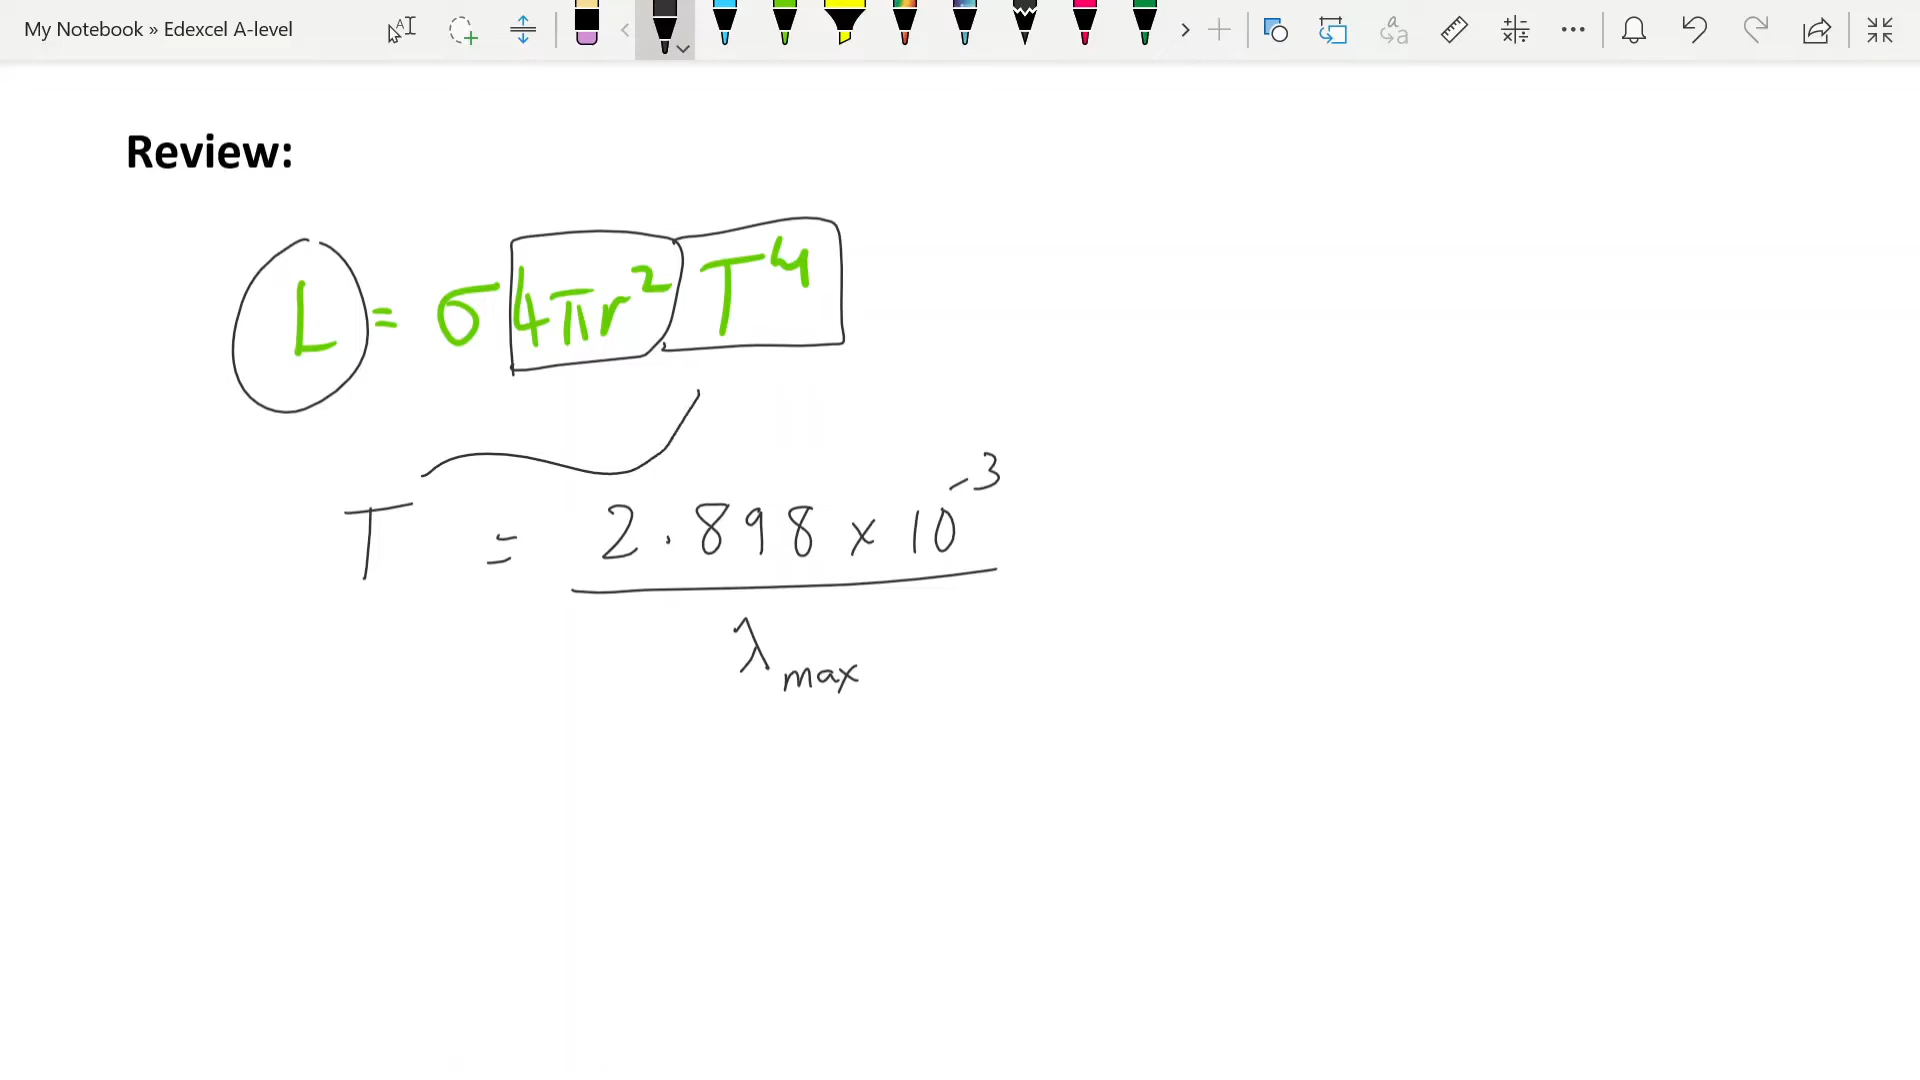 My Notebook » Edexcel A-level
Review:
L = σ4πr²T⁴
T = 2.898 × 10⁻³
λmax